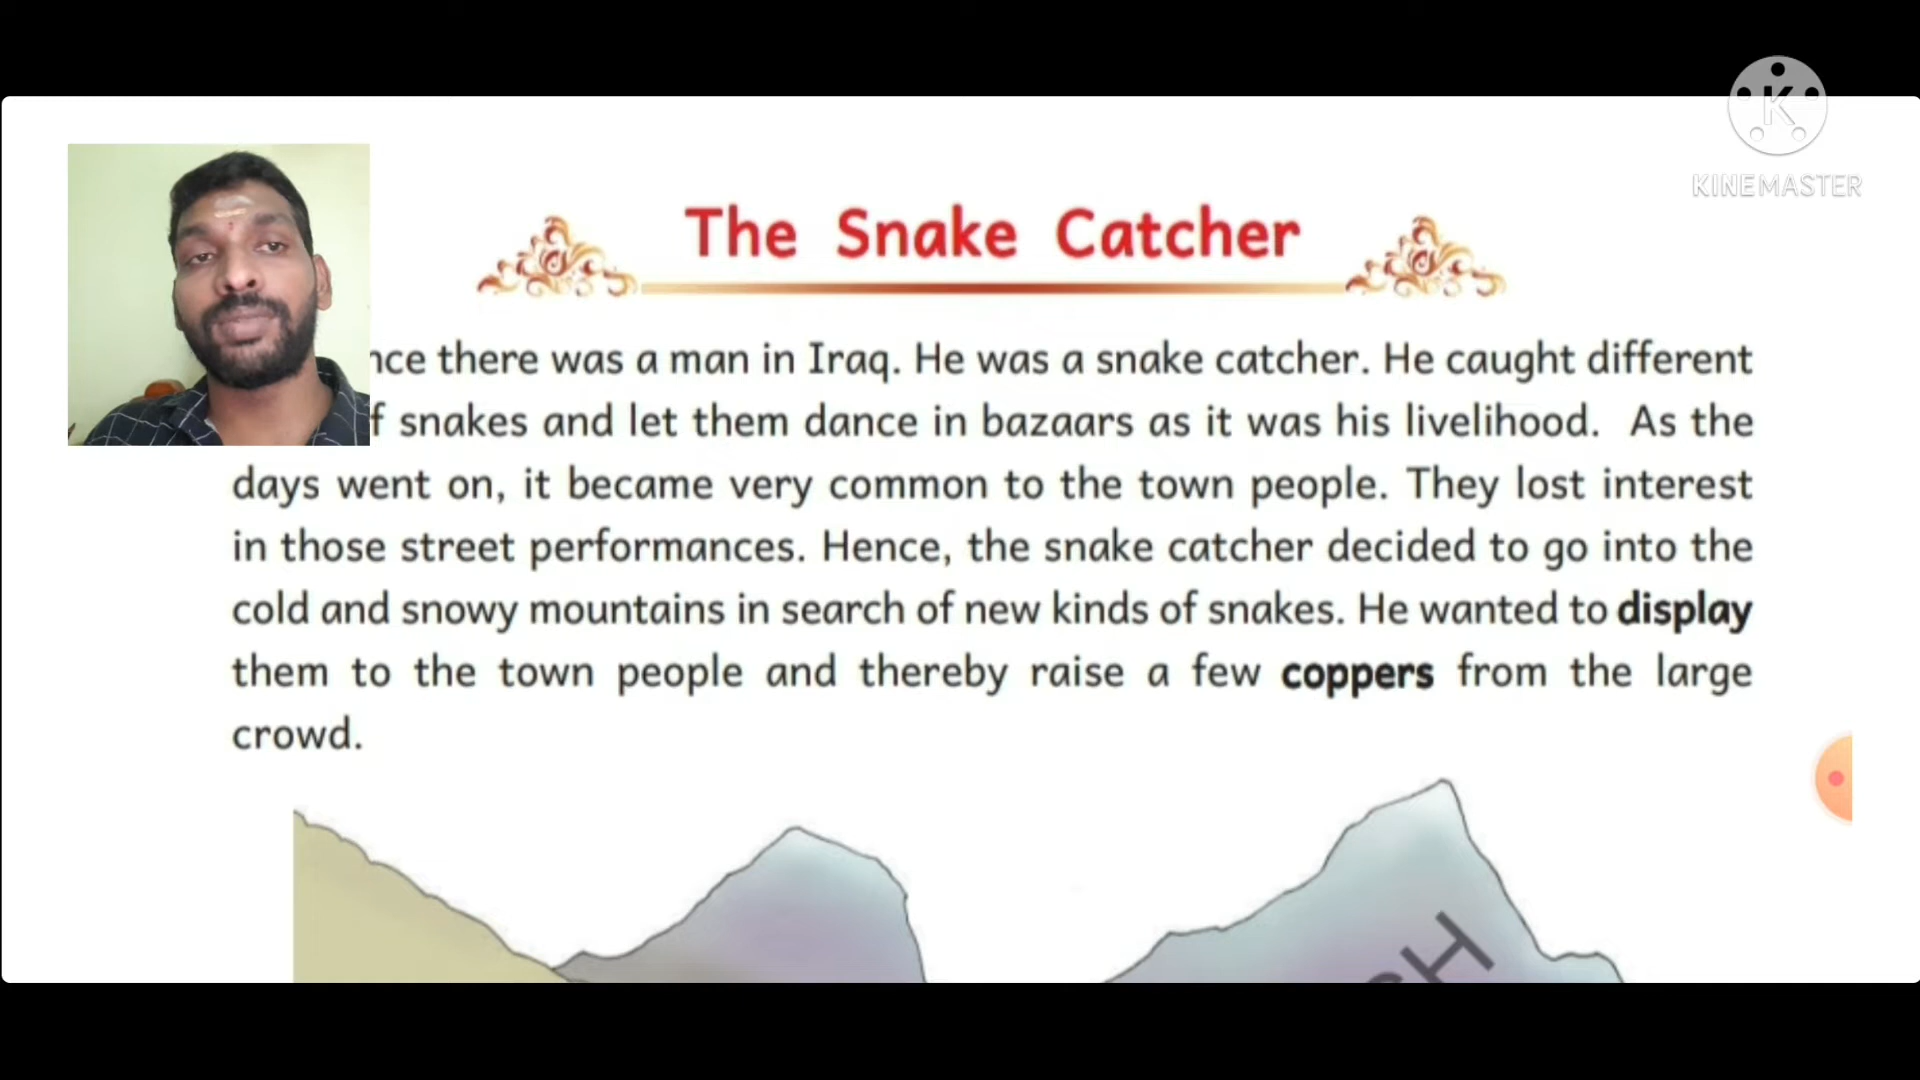 K
KINEMASTER
The Snake Catcher
nce there was a man in Iraq. He was a snake catcher. He caught different
f snakes and let them dance in bazaars as it was his livelihood. As the
days went on, it became very common to the town people. They lost interest
in those street performances. Hence, the snake catcher decided to go into the
cold and snowy mountains in search of new kinds of snakes. He wanted to display
them to the town people and thereby raise a few coppers from the large
crowd.